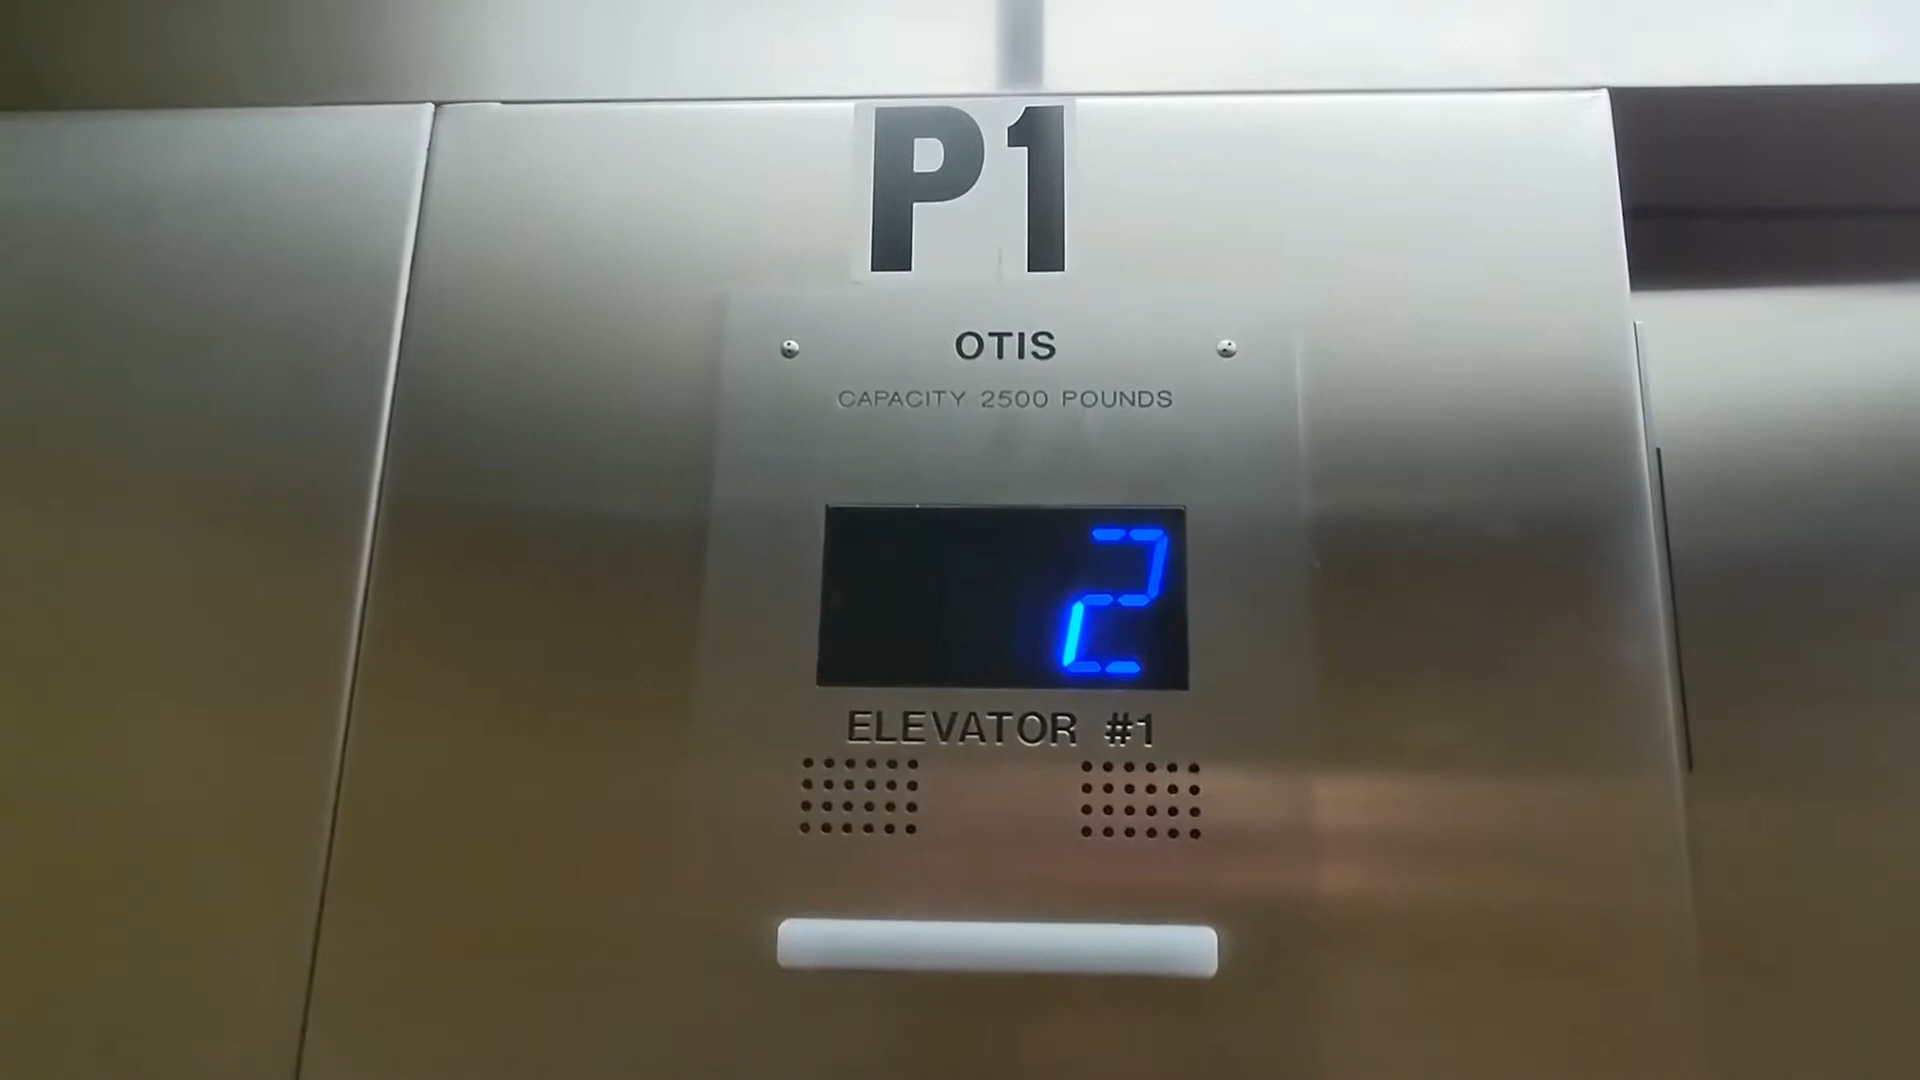 P1
OTIS
CAPACITY 2500 POUNDS
2
ELEVATOR #1